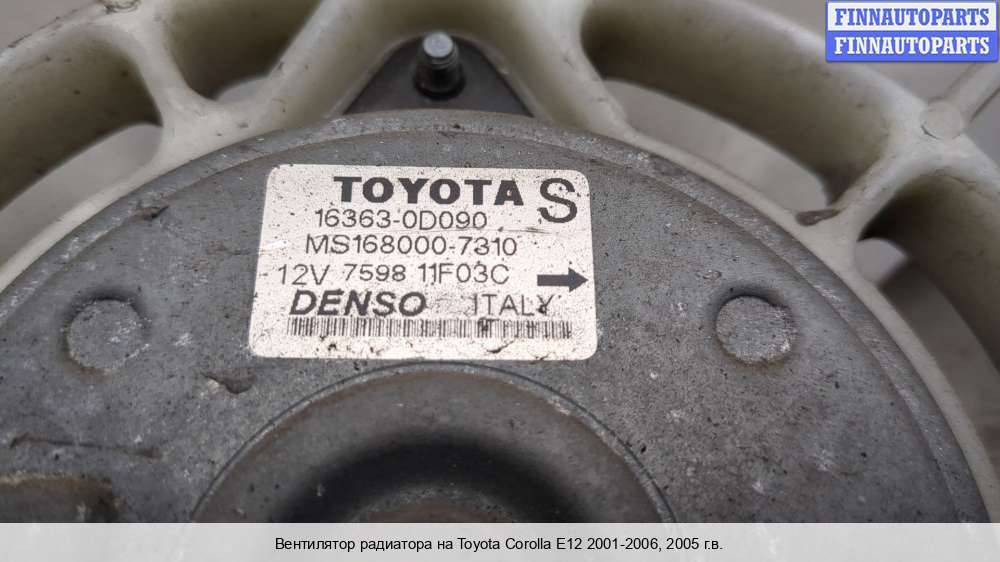 FINNAUTOPARTS
FINNAUTOPARTS
TOYOTA S
16363-0D090
MS168000-7310
12V 7598 11F03C
DENSO ITALY
Вентилятор радиатора на Toyota Corolla E12 2001-2006, 2005 г.в.